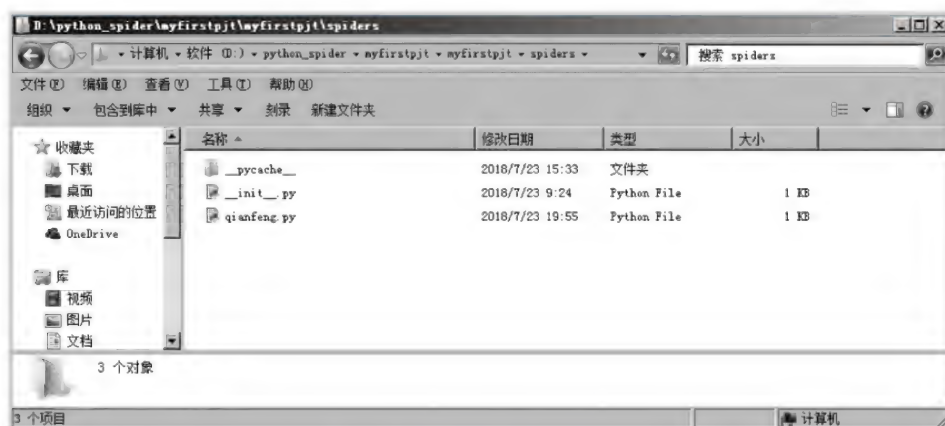 D:\python_spider\myfirstpjt\myfirstpjt\spiders
计算机 软件 (D:) python_spider myfirstpjt myfirstpjt spiders 搜索 spiders
文件(F) 编辑(E) 查看(V) 工具(T) 帮助(H)
组织 包含到库中 共享 刻录 新建文件夹
收藏夹
下载
桌面
最近访问的位置
OneDrive
库
视频
图片
文档
名称 修改日期 类型 大小
__pycache__ 2018/7/23 15:33 文件夹
__init__.py 2018/7/23 9:24 Python File 1 KB
qianfeng.py 2018/7/23 19:55 Python File 1 KB
3 个对象
3 个项目 计算机